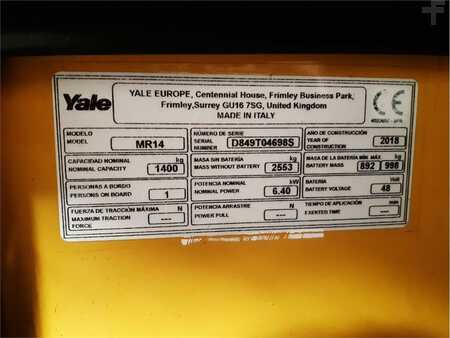 Yale
YALE EUROPE, Centennial House, Frimley Business Park,
Frimley,Surrey GU16 7SG, United Kingdom
MADE IN ITALY
CE
MODELO
MODEL
MR14
NÚMERO DE SERIE
SERIAL NUMBER
D849T04698S
AÑO DE CONSTRUCCIÓN
YEAR OF CONSTRUCTION
2018
CAPACIDAD NOMINAL
NOMINAL CAPACITY
kg
1400
MASA SIN BATERÍA
MASS WITHOUT BATTERY
kg
2553
MASA DE LA BATERÍA MIN. MÁX.
BATTERY MASS
kg
892 998
PERSONAS A BORDO
PERSONS ON BOARD
1
POTENCIA NOMINAL
NOMINAL POWER
kW
6.40
BATERÍA
BATTERY VOLTAGE
Volt
48
FUERZA DE TRACCIÓN MÁXIMA
MAXIMUM TRACTION
FORCE
N
---
POTENCIA ARRASTRE
POWER PULL
N
---
TIEMPO DE APLICACIÓN
EXERTED TIME
min
---